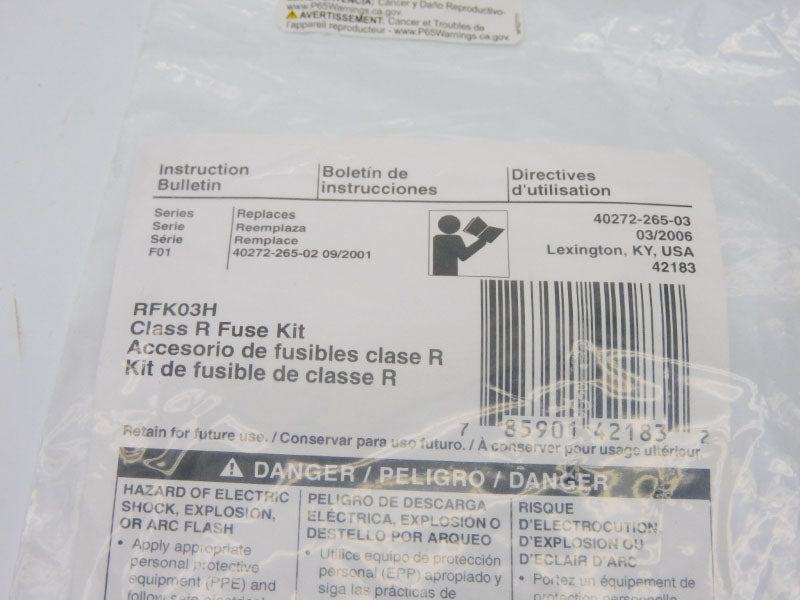 Cancer y Daño Reproductivo-
www.P65Warnings.ca.gov.
AVERTISSEMENT: Cancer et Troubles de
l'appareil reproducteur - www.P65Warnings.ca.gov.
Instruction
Bulletin
Boletín de
instrucciones
Directives
d'utilisation
Series
Serie
Série
F01
Replaces
Reemplaza
Remplace
40272-265-02 09/2001
40272-265-03
03/2006
Lexington, KY, USA
42183
RFK03H
Class R Fuse Kit
Accesorio de fusibles clase R
Kit de fusible de classe R
7 85901 42183 2
Retain for future use. / Conservar para uso futuro. / À conserver pour usage ultérieur.
DANGER / PELIGRO / DANGER
HAZARD OF ELECTRIC
SHOCK, EXPLOSION,
OR ARC FLASH
• Apply appropriate
personal protective
equipment (PPE) and
follow safe electrical
PELIGRO DE DESCARGA
ELÉCTRICA, EXPLOSION O
DESTELLO POR ARQUEO
• Utilice equipo de protección
personal (EPP) apropiado y
siga las prácticas de
RISQUE
D'ÉLECTROCUTION,
D'EXPLOSION OU
D'ÉCLAIR D'ARC
• Portez un équipement de
protection personnelle